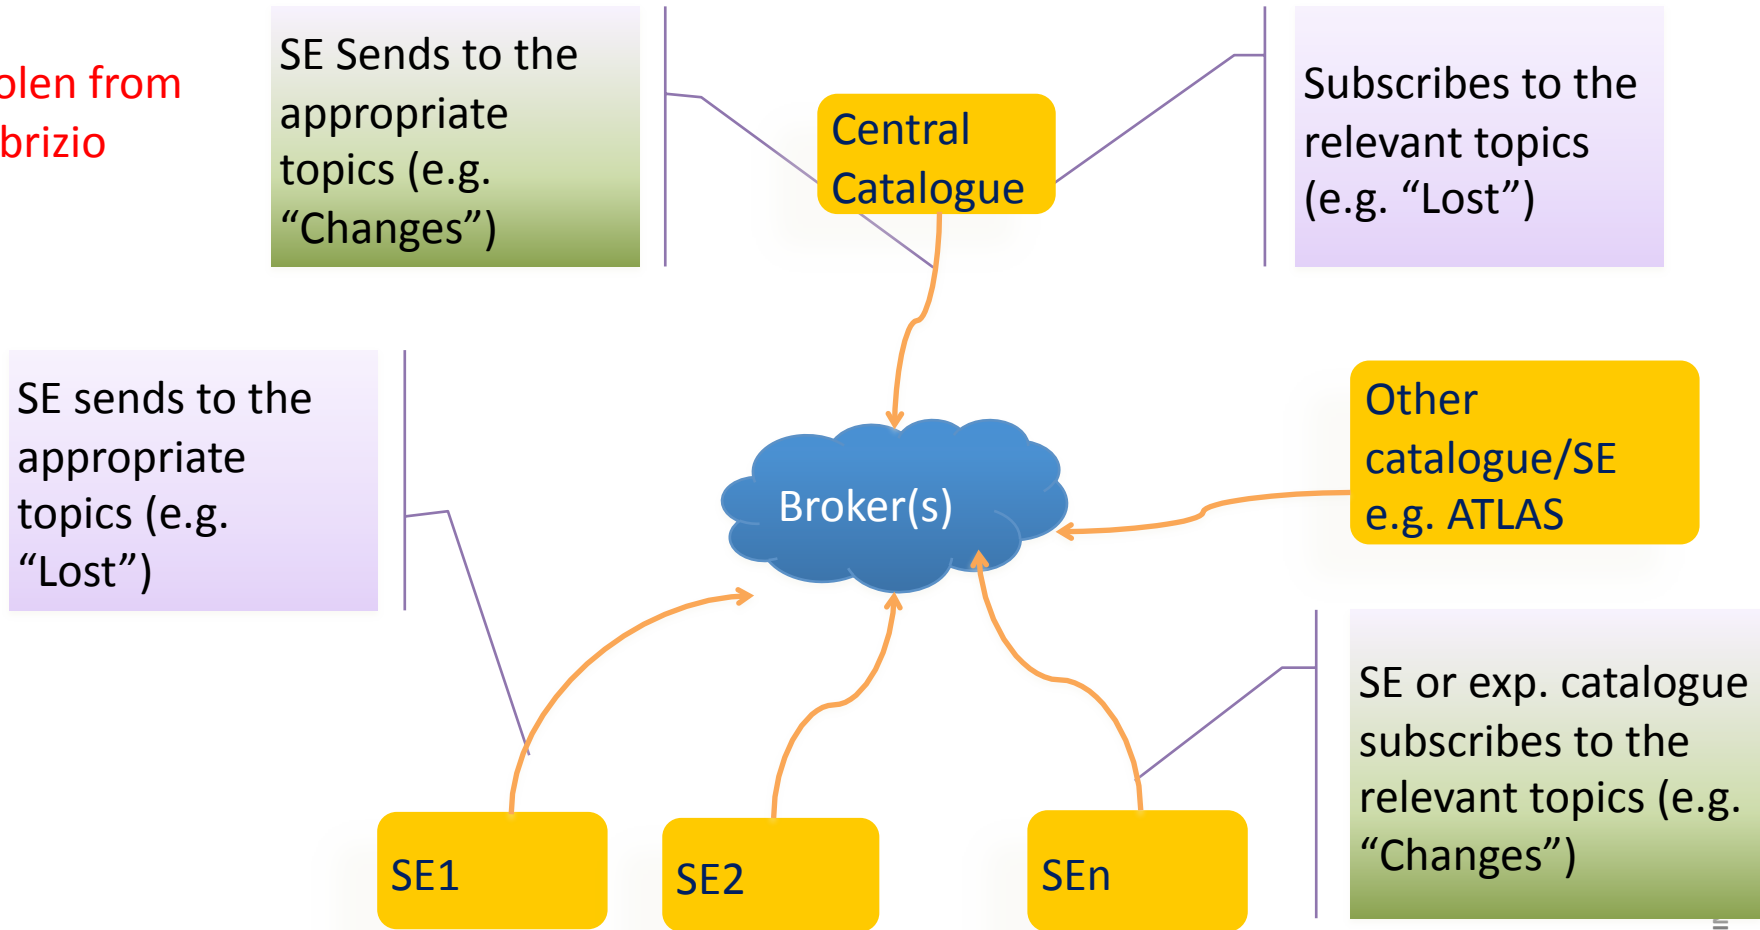 SE Sends to the
appropriate
topics (e.g.
“Changes”)
from
Central
Catalogue
Subscribes to the
relevant topics
(e.g. “Lost”)
SE sends to the
appropriate
topics (e.g.
“Lost”)
Broker(s)
Other
catalogue/SE
e.g. ATLAS
SE or exp. catalogue
subscribes to the
relevant topics (e.g.
“Changes”)
SE1
SE2
SEn